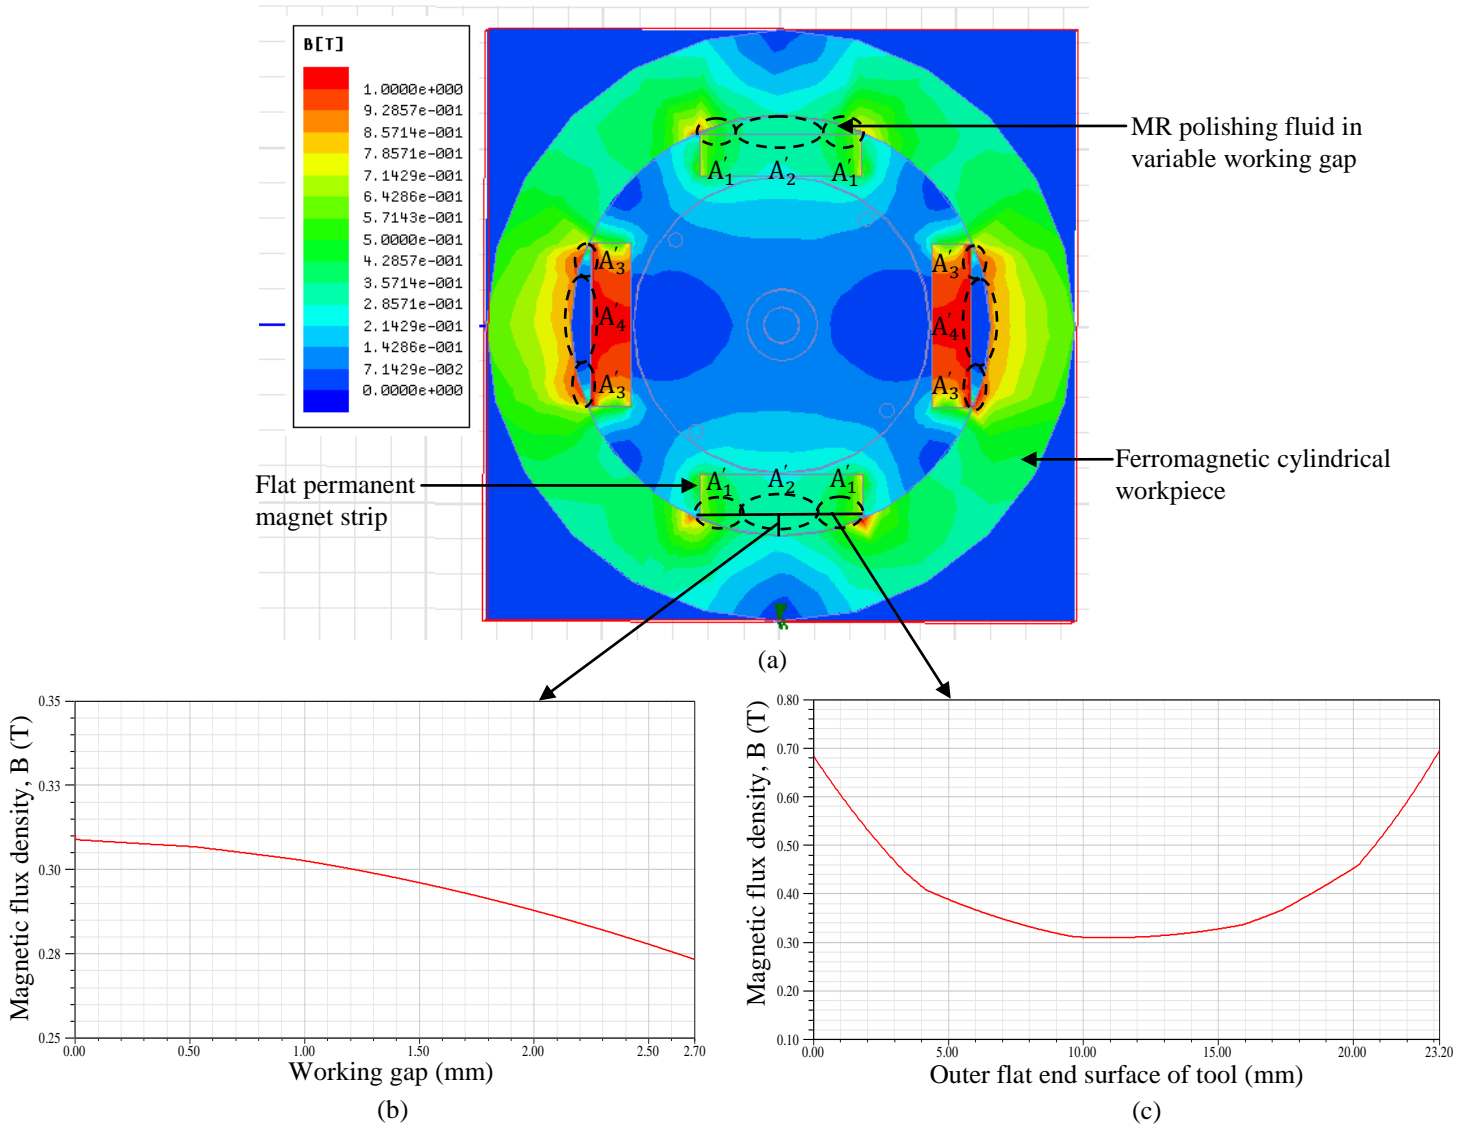 B[T]
1.0000e+000
9.2857e-001
8.5714e-001
7.8571e-001
7.1429e-001
6.4286e-001
5.7143e-001
5.0000e-001
4.2857e-001
3.5714e-001
2.8571e-001
2.1429e-001
1.4286e-001
7.1429e-002
0.0000e+000
MR polishing fluid in
variable working gap
A′₁ A′₂ A′₁
A′₃ A′₃
A′₄ A′₄
A′₃ A′₃
A′₁ A′₂ A′₁
Flat permanent
magnet strip
Ferromagnetic cylindrical
workpiece
(a)
Magnetic flux density, B (T)
0.35
0.33
0.30
0.28
0.25
0.00 0.50 1.00 1.50 2.00 2.50 2.70
Working gap (mm)
(b)
Magnetic flux density, B (T)
0.80
0.70
0.60
0.50
0.40
0.30
0.20
0.10
0.00 5.00 10.00 15.00 20.00 23.20
Outer flat end surface of tool (mm)
(c)